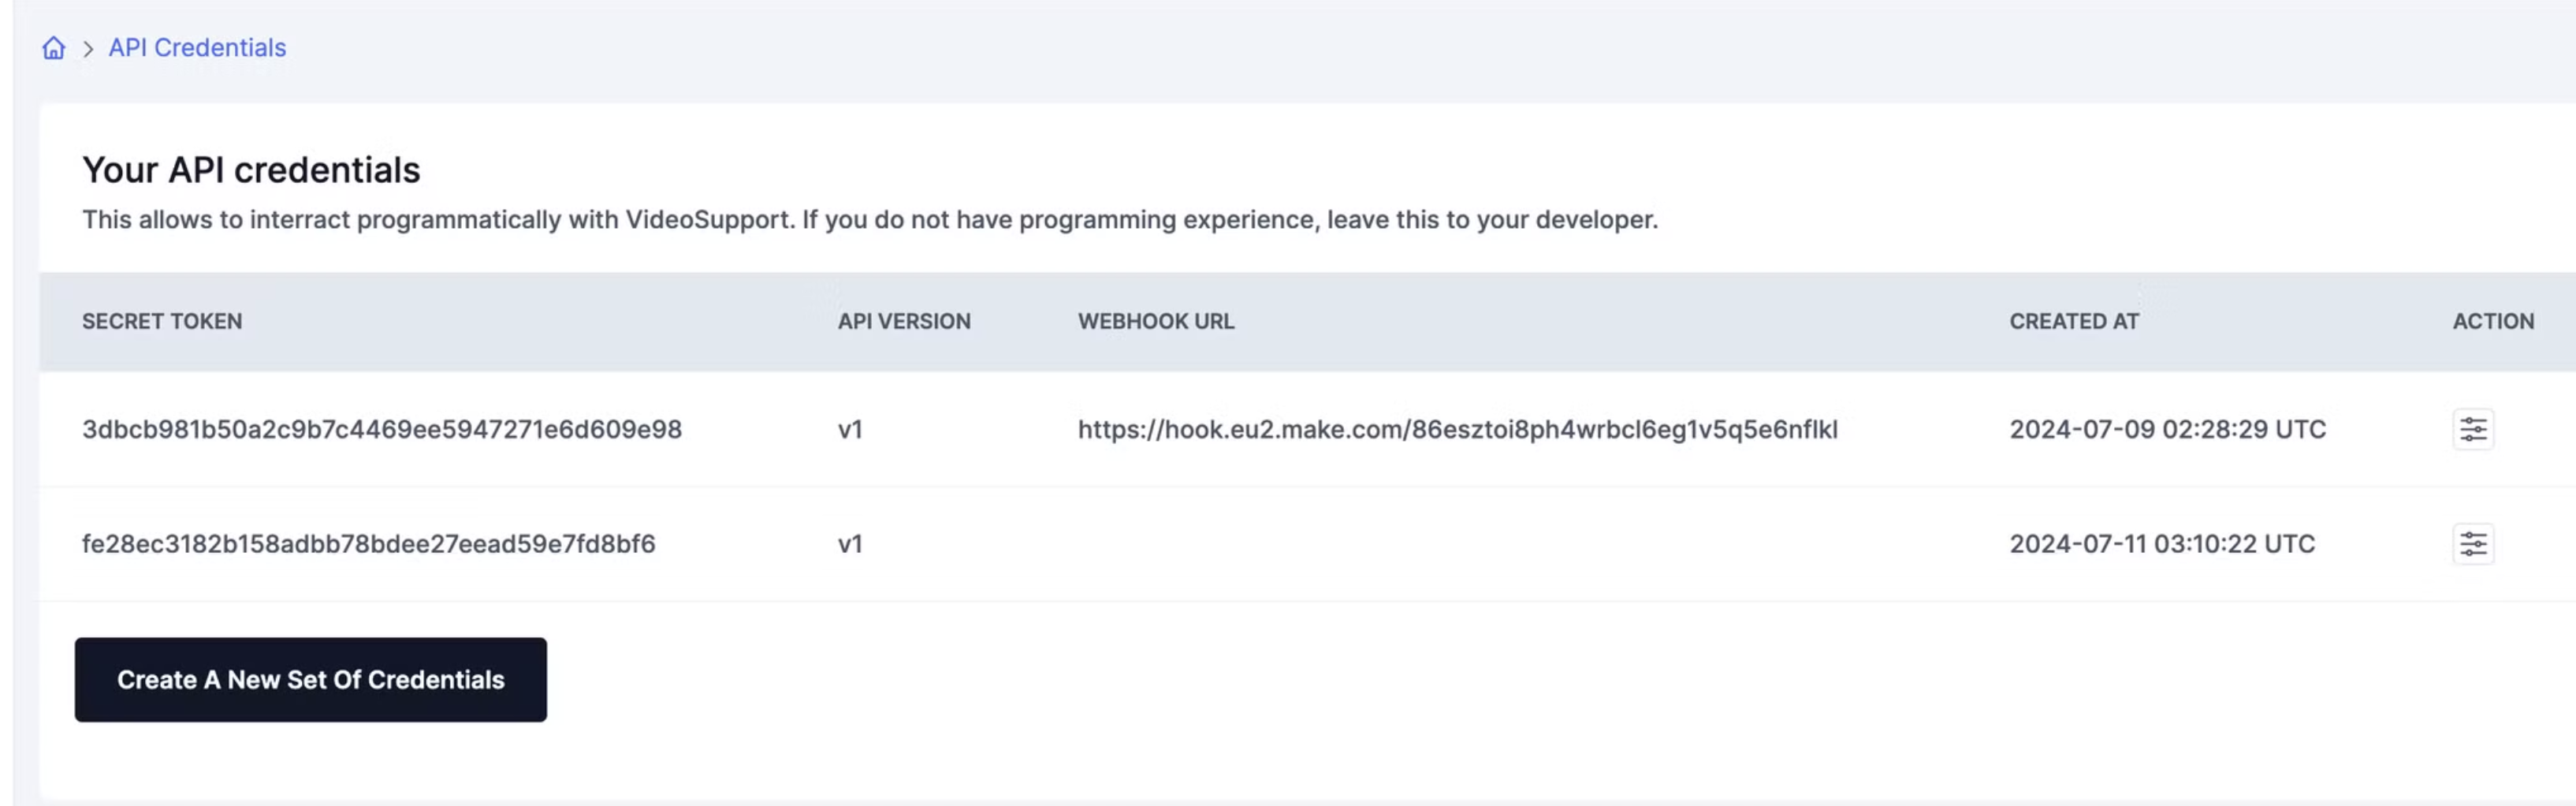 API Credentials
Your API credentials
This allows to interract programmatically with VideoSupport. If you do not have programming experience, leave this to your developer.
SECRET TOKEN API VERSION WEBHOOK URL CREATED AT ACTION
3dbcb981b50a2c9b7c4469ee5947271e6d609e98 v1 https://hook.eu2.make.com/86esztoi8ph4wrbcl6eg1v5q5e6nflkl 2024-07-09 02:28:29 UTC
fe28ec3182b158adbb78bdee27eead59e7fd8bf6 v1 2024-07-11 03:10:22 UTC
Create A New Set Of Credentials